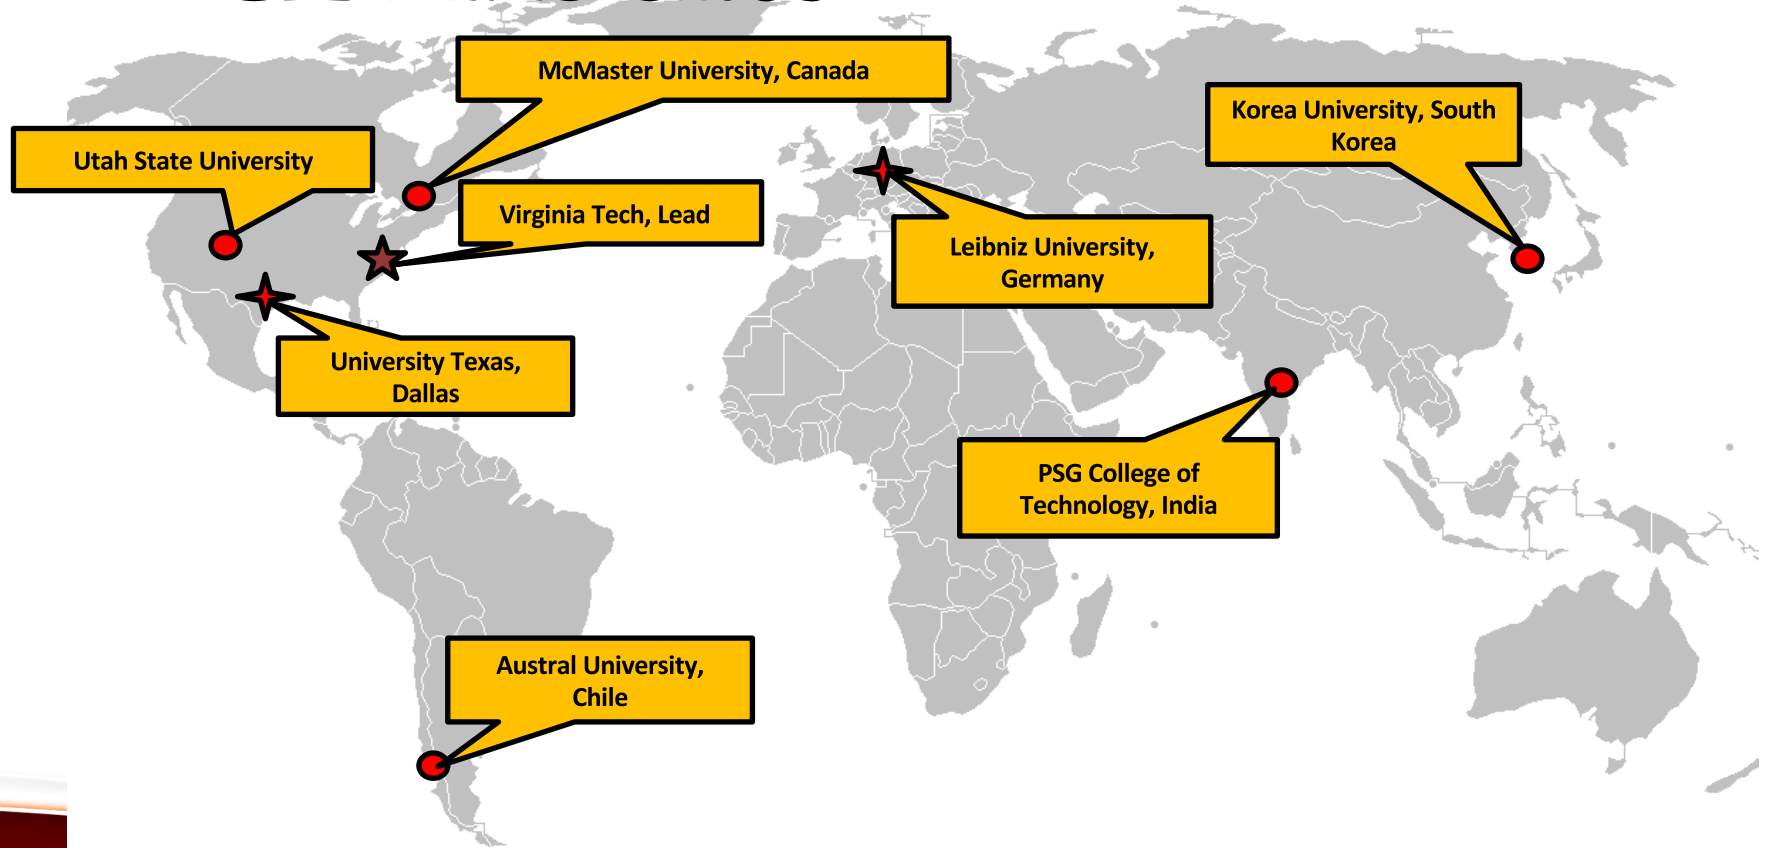 McMaster University, Canada
Korea University, South
Korea
Utah State University
Virginia Tech, Lead
Leibniz University,
Germany
University Texas,
Dallas
PSG College of
Technology, India
Austral University,
Chile